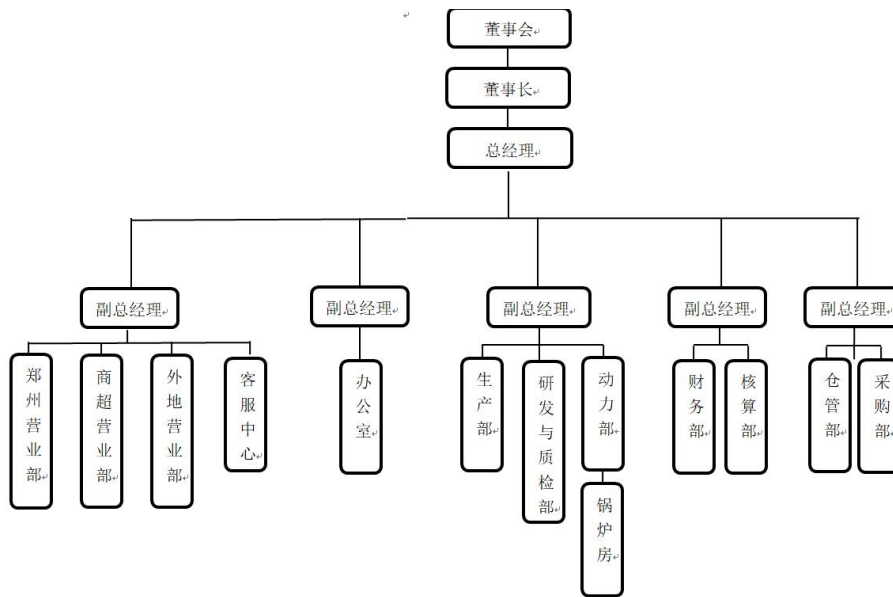 董事会
董事长
总经理
副总经理
副总经理
副总经理
副总经理
副总经理
郑州营业部
商超营业部
外地营业部
客服中心
办公室
生产部
研发与质检部
动力部
财务部
核算部
仓管部
采购部
锅炉房